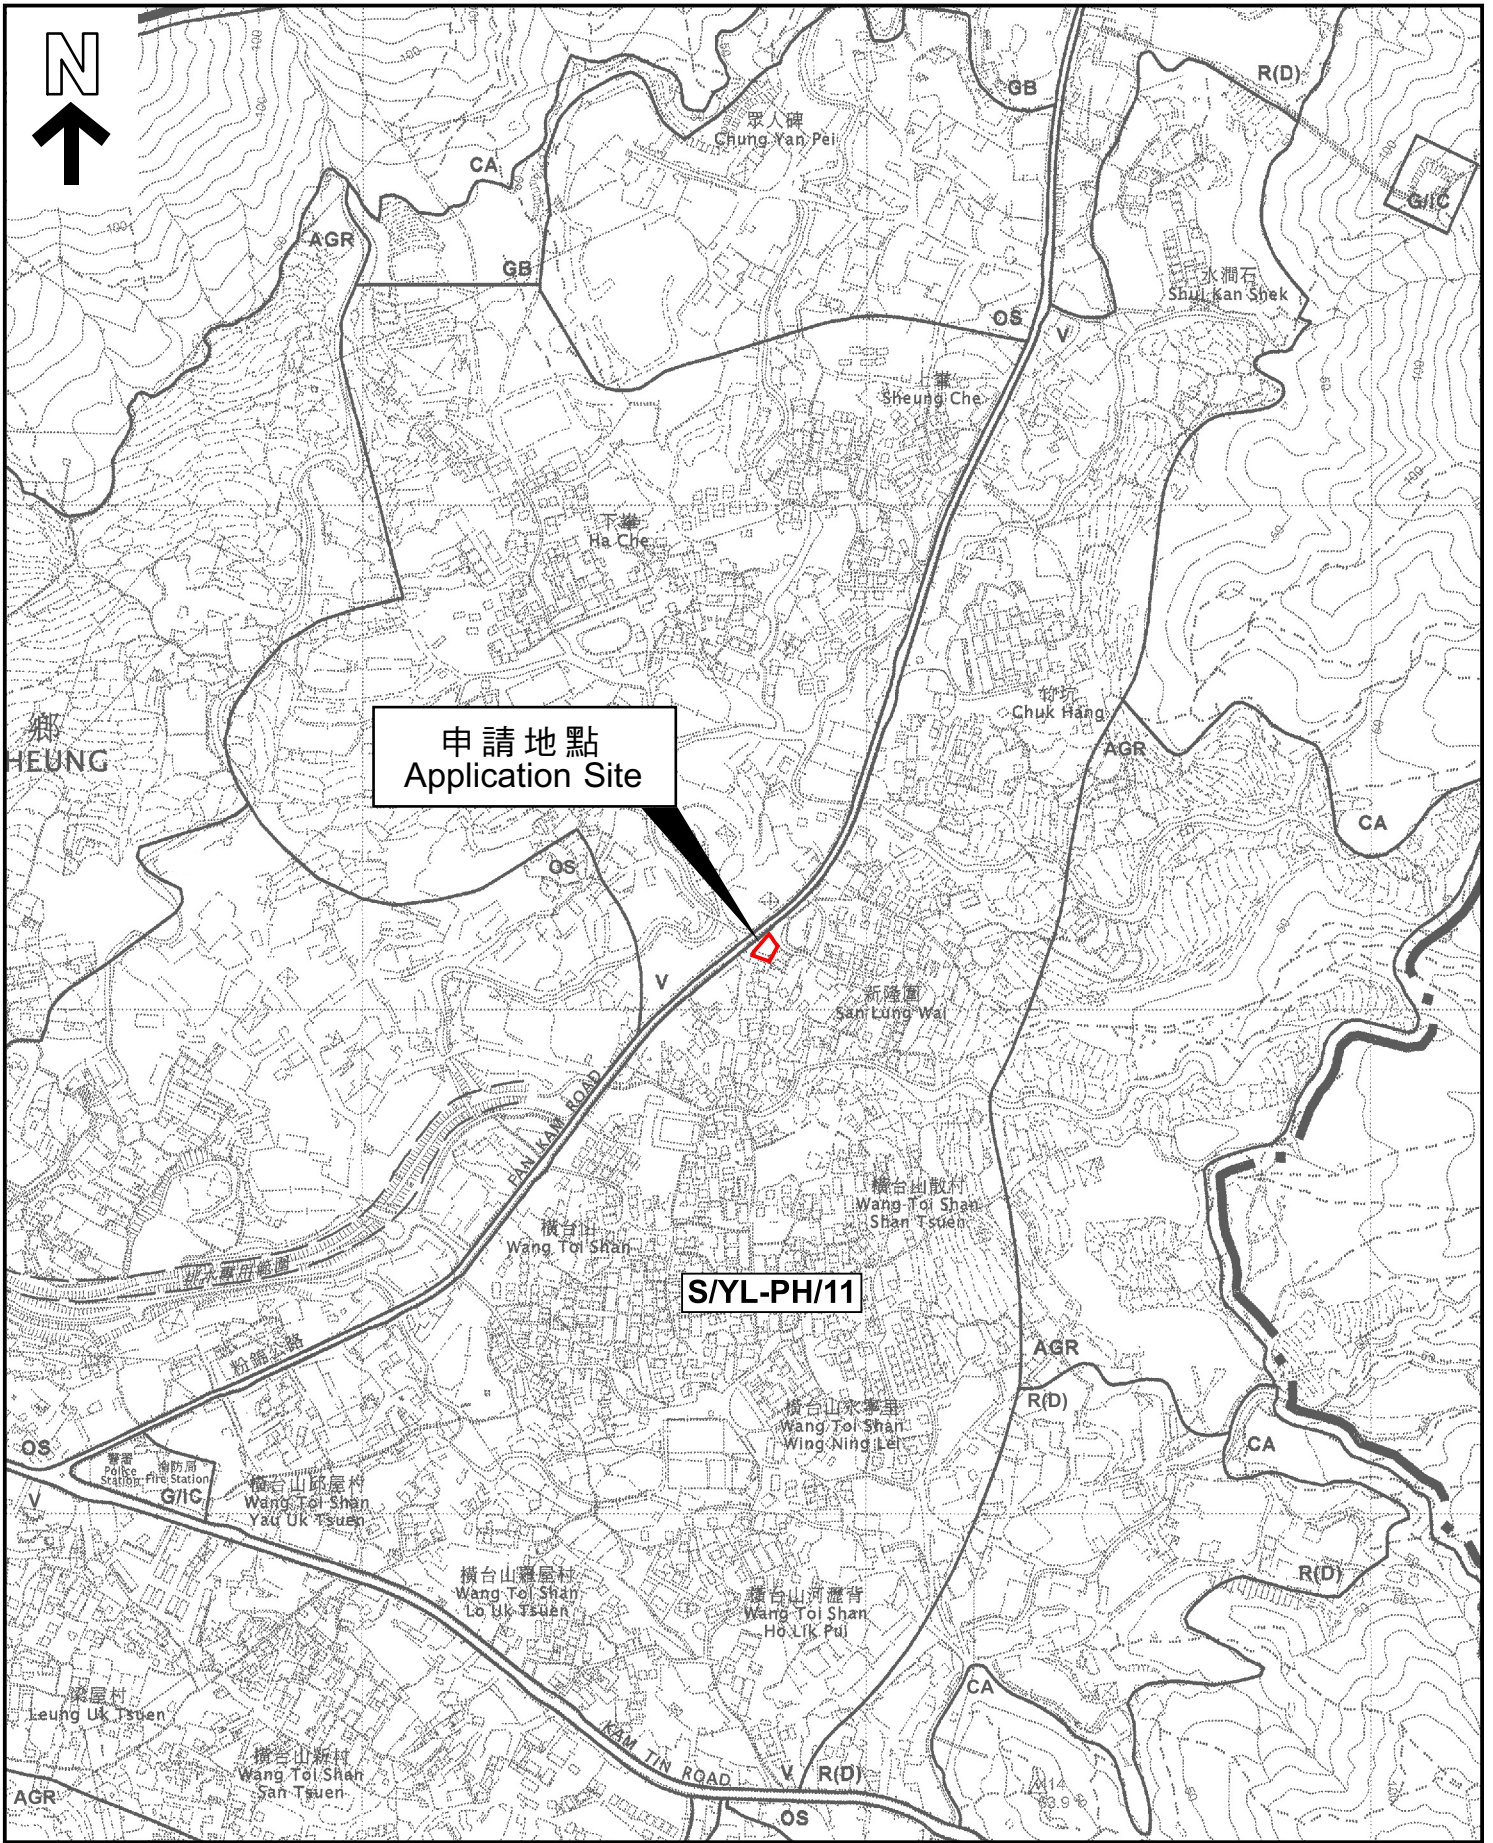 N
R(D)
GB
眾人碑
Chung Yan Pei
CA
G/IC
AGR
GB
水澗石
Shui Kan Shek
OS
V
上輋
Sheung Che
下輋
Ha Che
竹坑
Chuk Hang
鄉
HEUNG
AGR
申請地點
Application Site
CA
OS
V
新隆圍
San Lung Wai
FAN KAM ROAD
橫台山散村
Wang Toi Shan
Shan Tsuen
橫台山
Wang Toi Shan
排水專用範圍
S/YL-PH/11
粉錦公路
AGR
R(D)
橫台山永寧里
Wang Toi Shan
Wing Ning Lei
CA
OS
警署
Police
Station
消防局
Fire Station
G/IC
V
橫台山邱屋村
Wang Toi Shan
Yau Uk Tsuen
橫台山羅屋村
Wang Toi Shan
Lo Uk Tsuen
橫台山河瀝背
Wang Toi Shan
Ho Lik Pui
R(D)
梁屋村
Leung Uk Tsuen
CA
橫台山新村
Wang Toi Shan
San Tsuen
KAM TIN ROAD
V
R(D)
AGR
OS